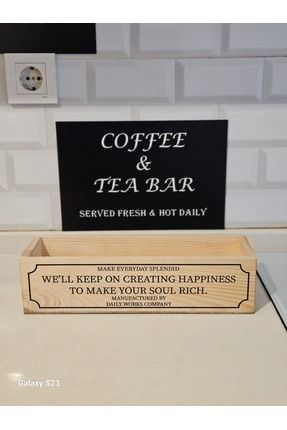 COFFEE
&
TEA BAR
SERVED FRESH & HOT DAILY
MAKE EVERYDAY SPLENDID
WE'LL KEEP ON CREATING HAPPINESS
TO MAKE YOUR SOUL RICH.
MANUFACTURED BY
DAILY WORKS COMPANY
Galaxy S23